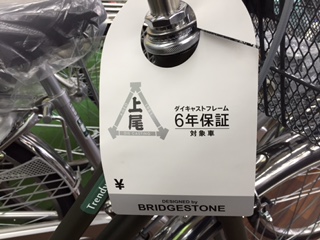 上
尾
ダイキャストフレーム
6年保証
対象車
¥
DESIGNED by
BRIDGESTONE
Trendy